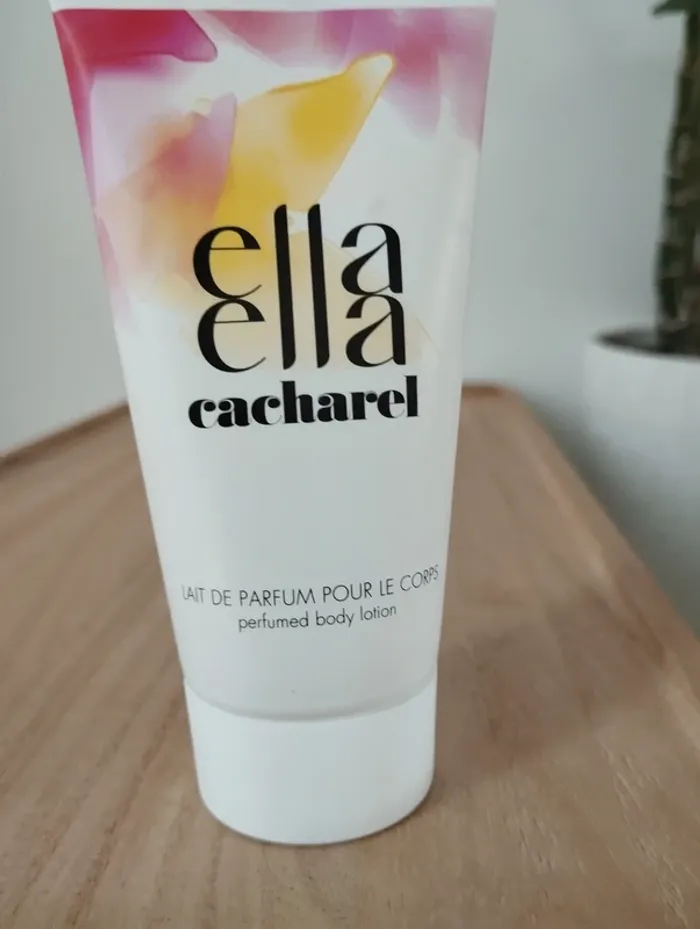 ella
ella
cacharel
LAIT DE PARFUM POUR LE CORPS
perfumed body lotion